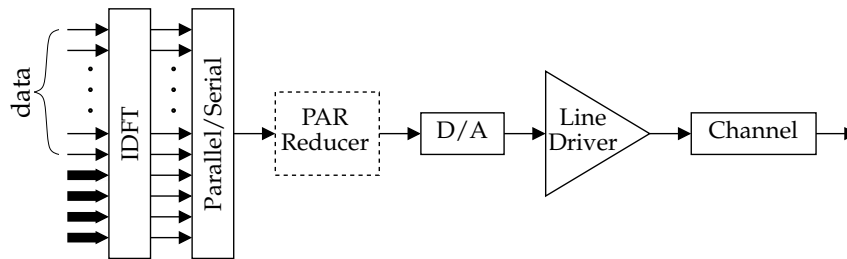 data
IDFT
Parallel/Serial
PAR
Reducer
D/A
Line
Driver
Channel